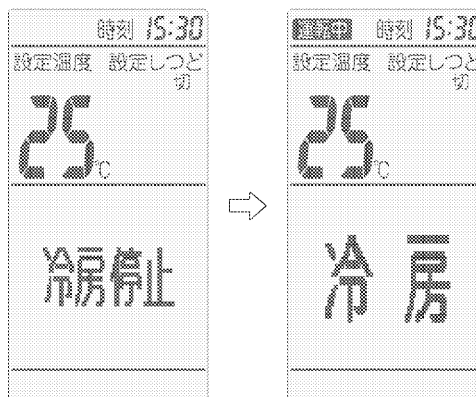 時刻 15:30
設定温度 設定しつど
切
25℃
冷房停止
運転中 時刻 15:30
設定温度 設定しつど
切
25℃
冷房